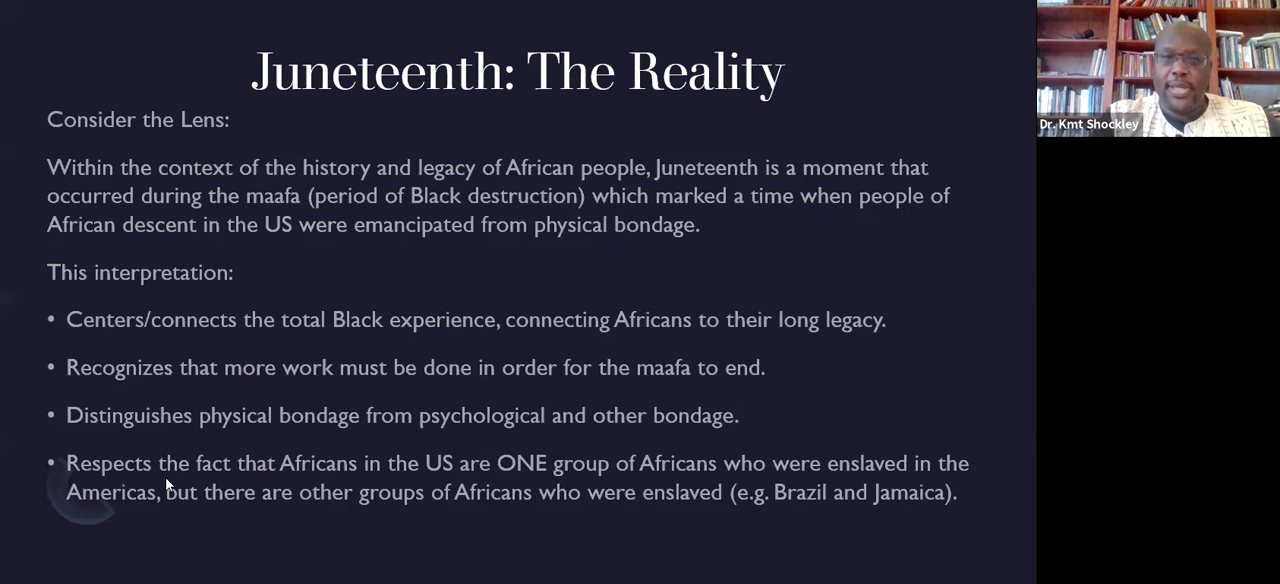 Juneteenth: The Reality
Consider the Lens:
Within the context of the history and legacy of African people, Juneteenth is a moment that
occurred during the maafa (period of Black destruction) which marked a time when people of
African descent in the US were emancipated from physical bondage.
This interpretation:
• Centers/connects the total Black experience, connecting Africans to their long legacy.
• Recognizes that more work must be done in order for the maafa to end.
• Distinguishes physical bondage from psychological and other bondage.
• Respects the fact that Africans in the US are ONE group of Africans who were enslaved in the
Americas, but there are other groups of Africans who were enslaved (e.g. Brazil and Jamaica).
Dr. Kmt Shockley